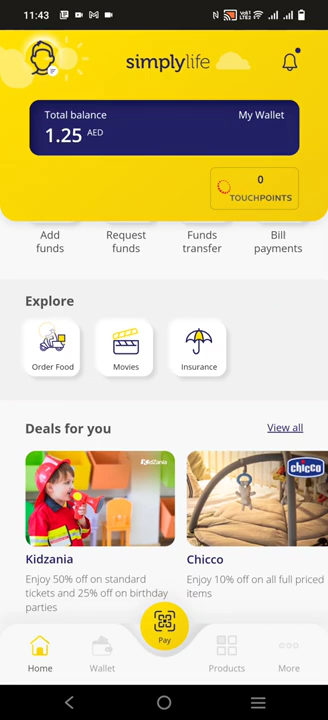 11:43
simplylife
Total balance
My Wallet
1.25 AED
0
TOUCHPOINTS
Add funds
Request funds
Funds transfer
Bill payments
Explore
Order Food
Movies
Insurance
Deals for you
View all
KidZania
chicco
Kidzania
Enjoy 50% off on standard
tickets and 25% off on birthday
parties
Chicco
Enjoy 10% off on all full priced
items
Pay
Home
Wallet
Products
More